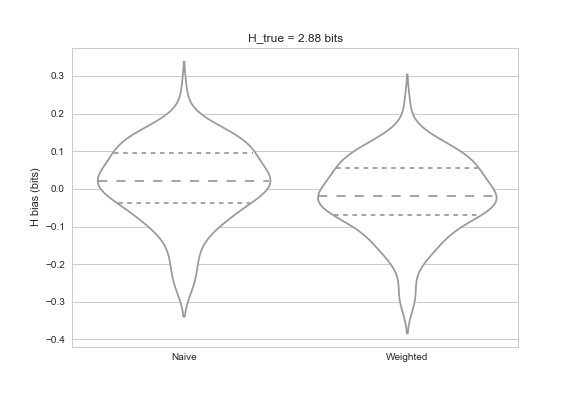 H_true = 2.88 bits
H bias (bits)
0.3
0.2
0.1
0.0
−0.1
−0.2
−0.3
−0.4
Naive
Weighted